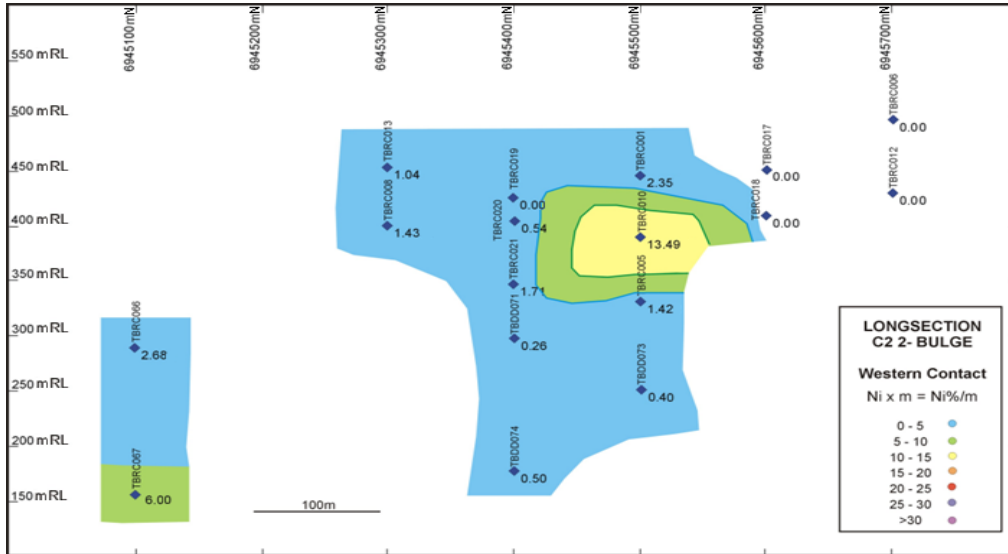 6945100mN
6945200mN
6945300mN
6945400mN
6945500mN
6945600mN
6945700mN
550 mRL
500 mRL
450 mRL
400 mRL
350 mRL
300 mRL
250 mRL
200 mRL
150 mRL
TBRC006
0.00
TBRC013
1.04
TBRC019
0.00
TBRC001
2.35
TBRC017
0.00
TBRC012
0.00
TBRC008
1.43
TBRC020
0.54
TBRC010
13.49
TBRC018
0.00
TBRC021
1.71
TBRC005
1.42
TBRC066
2.68
TBDD071
0.26
TBDD073
0.40
TBRC067
6.00
TBDD074
0.50
100m
LONGSECTION
C2 2- BULGE
Western Contact
Ni x m = Ni%/m
0 - 5
5 - 10
10 - 15
15 - 20
20 - 25
25 - 30
>30